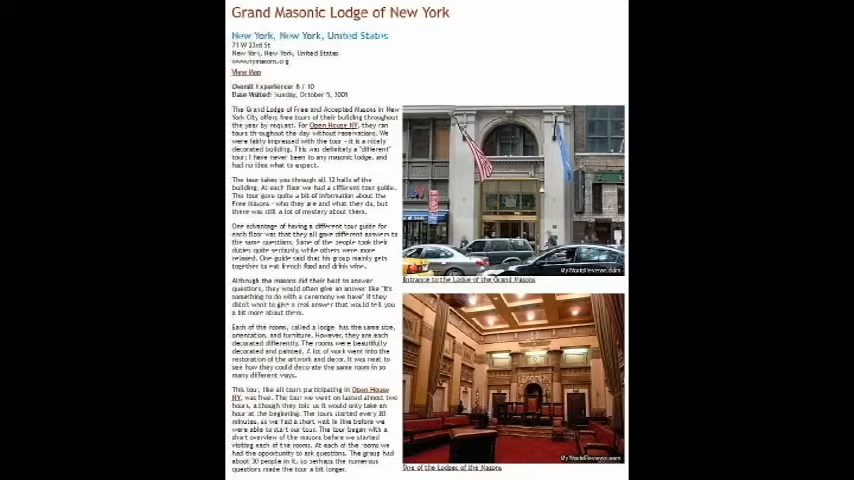 Grand Masonic Lodge of New York
New York, New York, United States
71 W 23rd St
New York, New York, United States
www.nymasons.org
View Map
Overall Experience: 8 / 10
Date Visited: Sunday, October 5, 2008
The Grand Lodge of Free and Accepted Masons in New
York City offers free tours of their building throughout
the year by request. For Open House NY, they ran
tours throughout the day without reservations. We
were fairly impressed with the tour - it is a nicely
decorated building. This was definitely a "different"
tour; I have never been to any masonic lodge, and
had no idea what to expect.
The tour takes you through all 12 halls of the
building. At each floor we had a different tour guide.
The tour gave quite a bit of information about the
Free Masons - who they are and what they do, but
there was still a lot of mystery about them.
One advantage of having a different tour guide for
each floor was that they all gave different answers to
the same questions. Some of the people took their
duties quite seriously while others were more
relaxed. One guide said that his group mainly gets
together to eat french food and drink wine.
Although the masons did their best to answer
questions, they would often give an answer like "it's
something to do with a ceremony we have" if they
didn't want to give a real answer that would tell you
a bit more about them.
Each of the rooms, called a lodge, has the same size,
orientation, and furniture. However, they are each
decorated differently. The rooms were beautifully
decorated and painted. A lot of work went into the
restoration of the artwork and decor. It was neat to
see how they could decorate the same room in so
many different ways.
This tour, like all tours participating in Open House
NY, was free. The tour we went on lasted almost two
hours, although they told us it would only take an
hour at the beginning. The tours started every 20
minutes, so we had a short wait in line before we
were able to start our tour. The tour began with a
short overview of the masons before we started
visiting each of the rooms. At each of the rooms we
had the opportunity to ask questions. The group had
about 30 people in it, so perhaps the numerous
questions made the tour a bit longer.
MyWorldReviews.com
Entrance to the Lodge of the Grand Masons
MyWorldReviews.com
One of the Lodges of the Masons